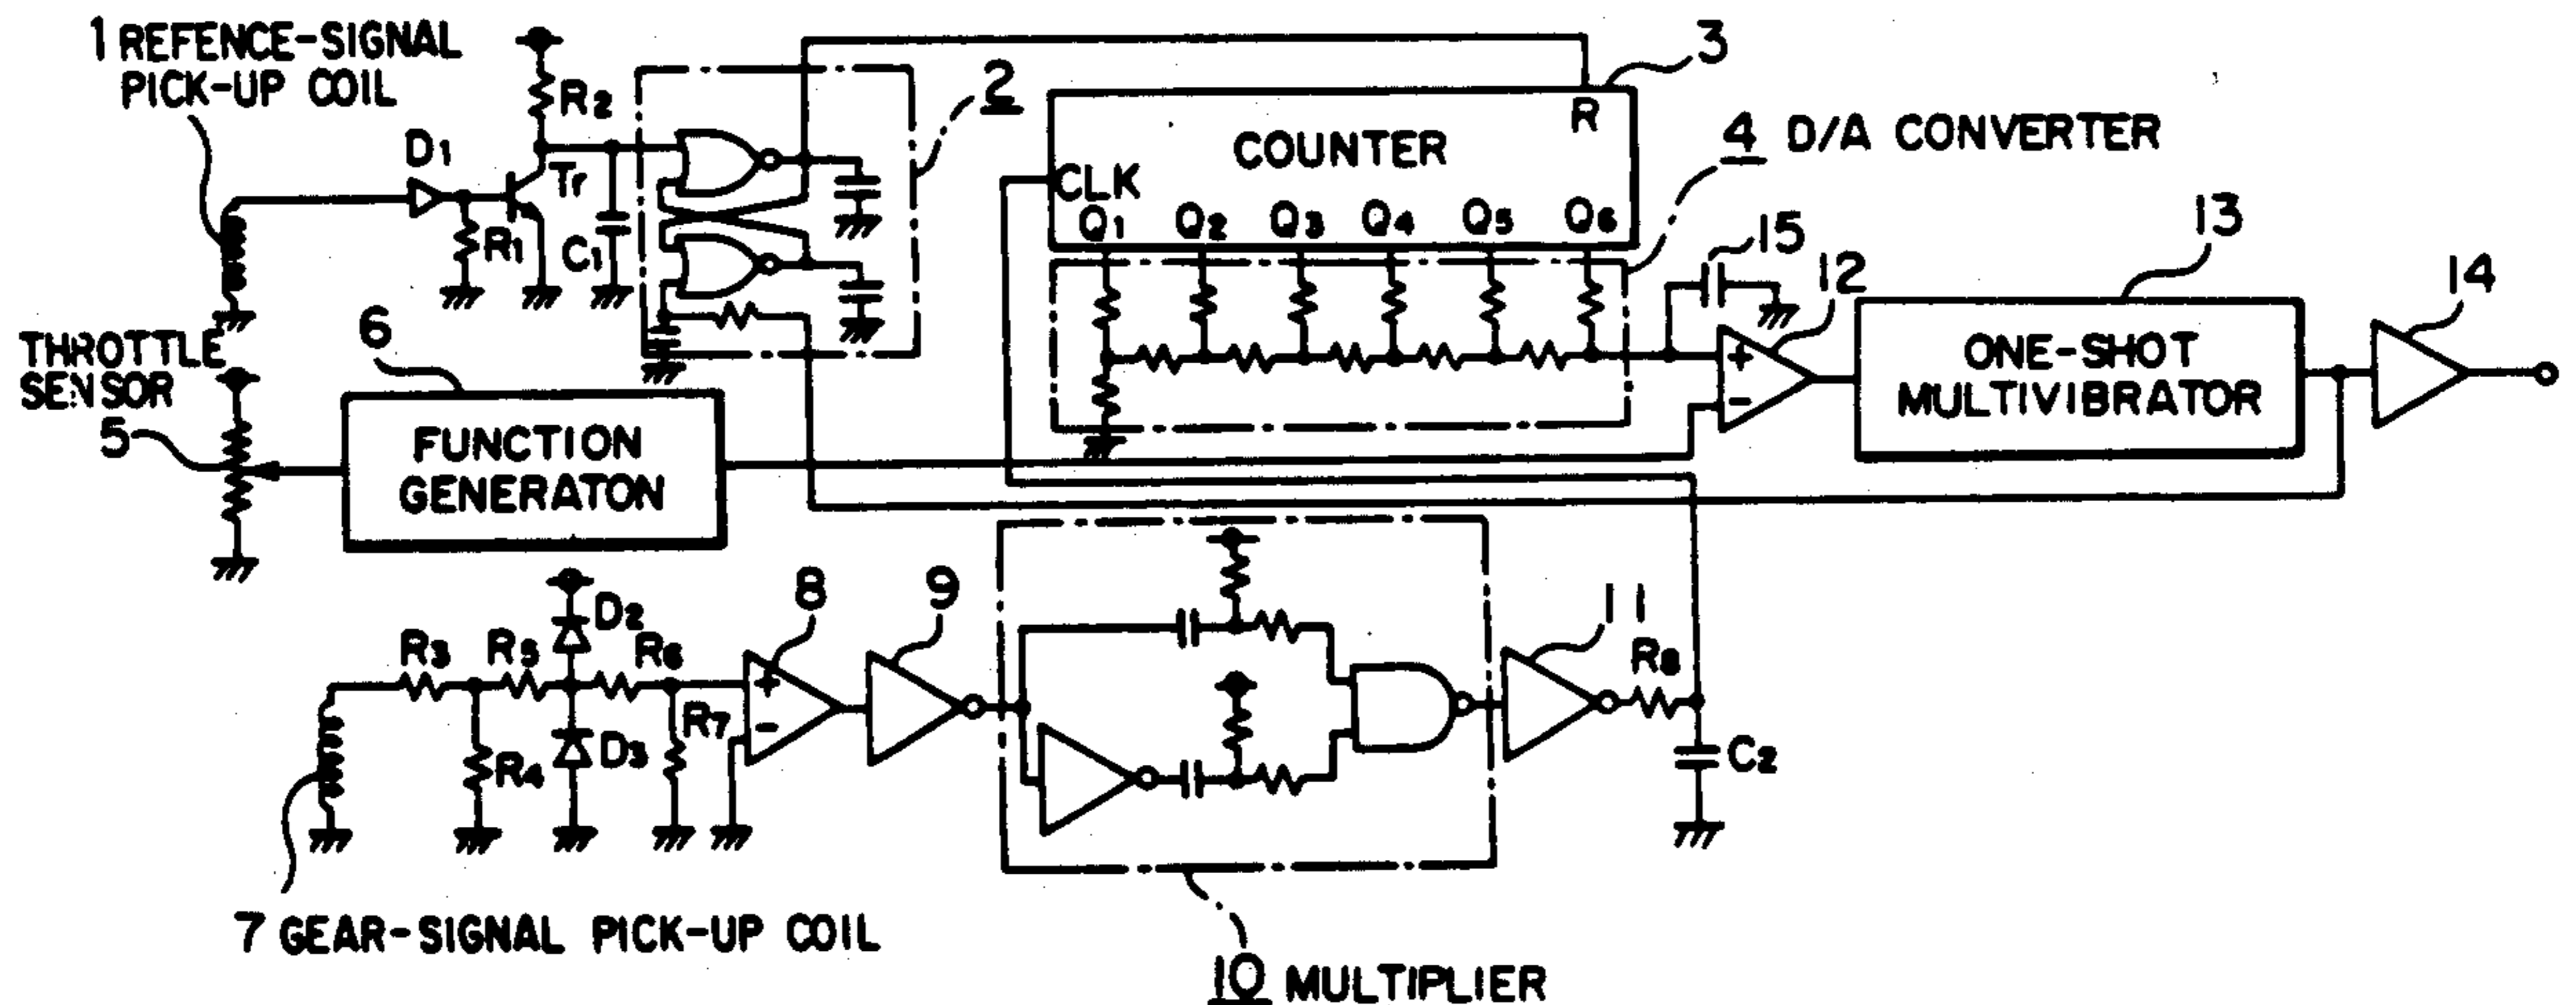 1 REFENCE-SIGNAL
PICK-UP COIL
R2
2
3
D1
Tr
R1
C1
COUNTER
R
CLK
Q1 Q2 Q3 Q4 Q5 Q6
4 D/A CONVERTER
15
12
13
14
ONE-SHOT
MULTIVIBRATOR
+
-
THROTTLE
SENSOR
5
6
FUNCTION
GENERATON
R3
R5
D2
R6
8
9
11
R8
+
-
R4
D3
R7
C2
7 GEAR-SIGNAL PICK-UP COIL
10 MULTIPLIER